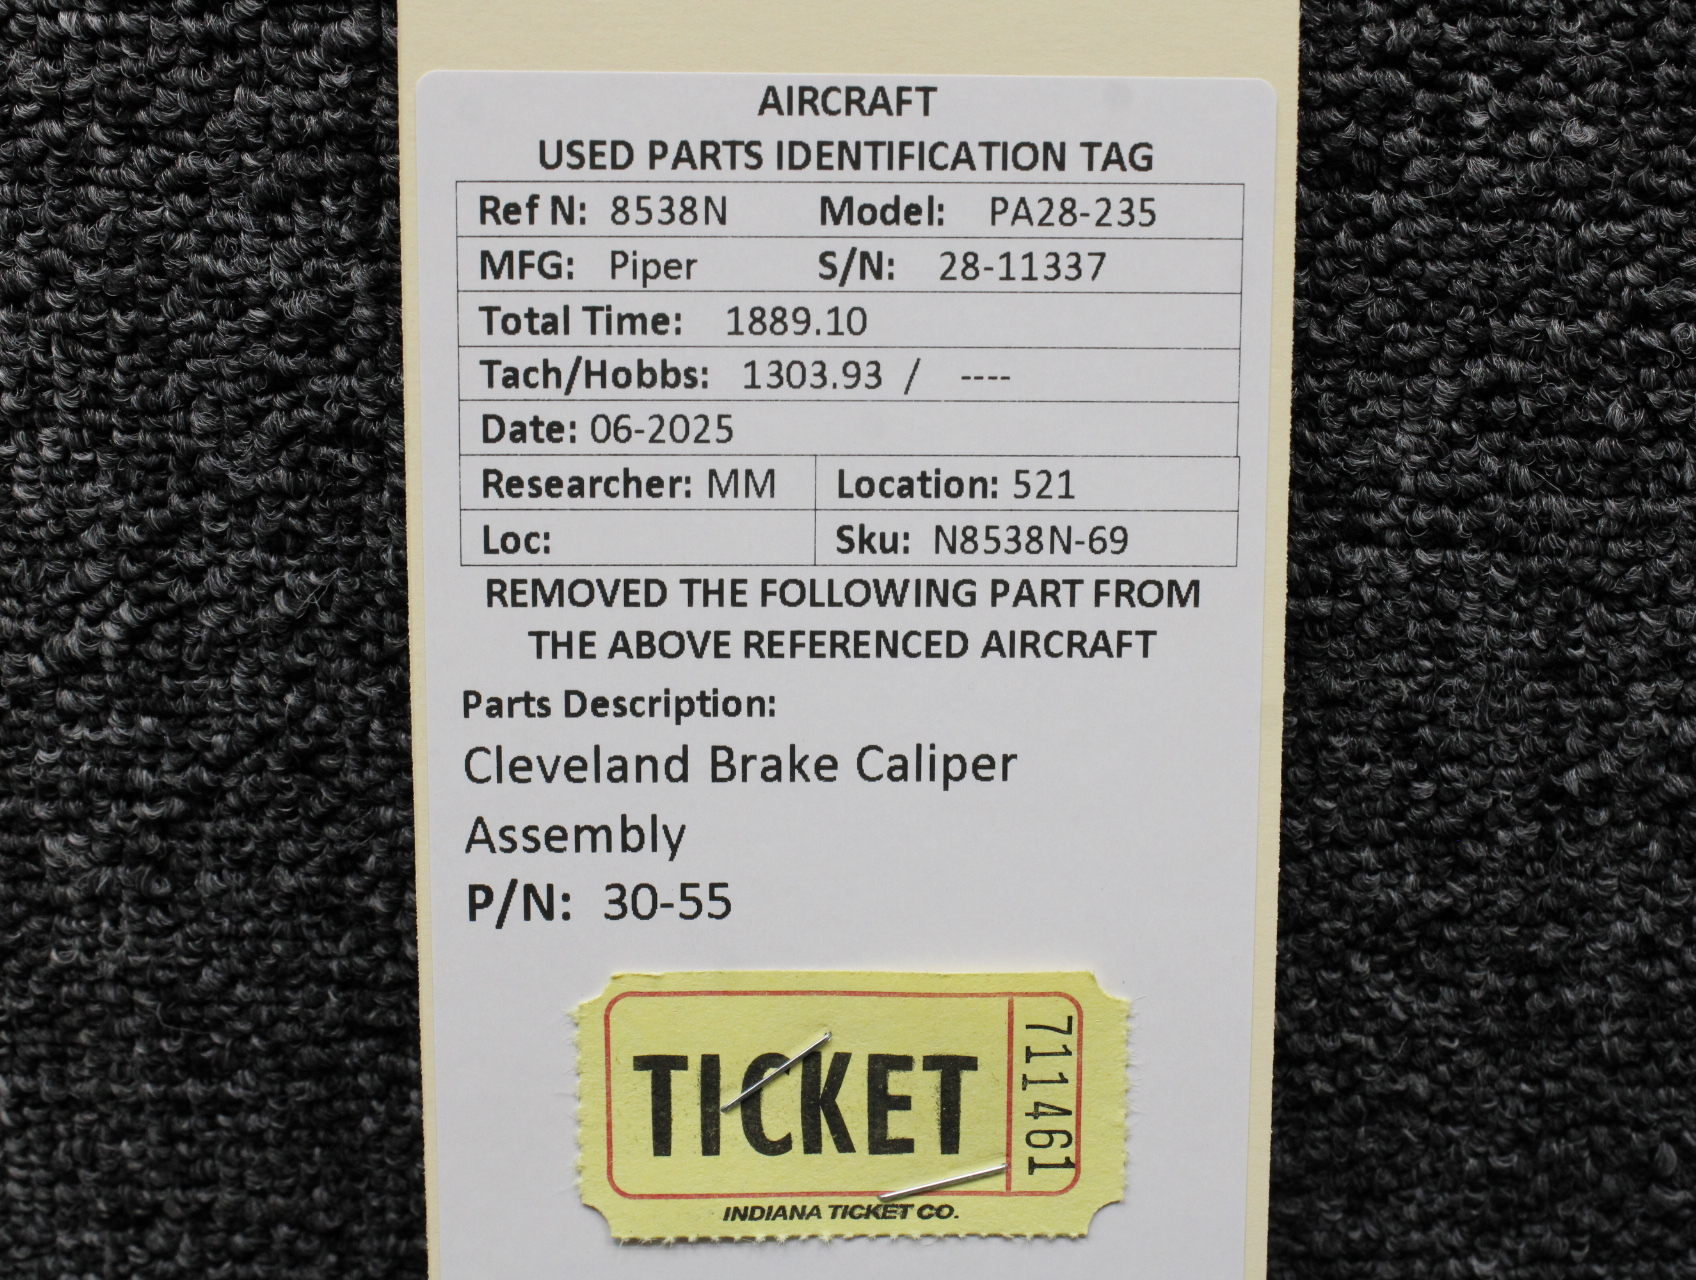 AIRCRAFT
USED PARTS IDENTIFICATION TAG
Ref N: 8538N Model: PA28-235
MFG: Piper S/N: 28-11337
Total Time: 1889.10
Tach/Hobbs: 1303.93 / ----
Date: 06-2025
Researcher: MM Location: 521
Loc: Sku: N8538N-69
REMOVED THE FOLLOWING PART FROM
THE ABOVE REFERENCED AIRCRAFT
Parts Description:
Cleveland Brake Caliper
Assembly
P/N: 30-55
TICKET
711461
INDIANA TICKET CO.